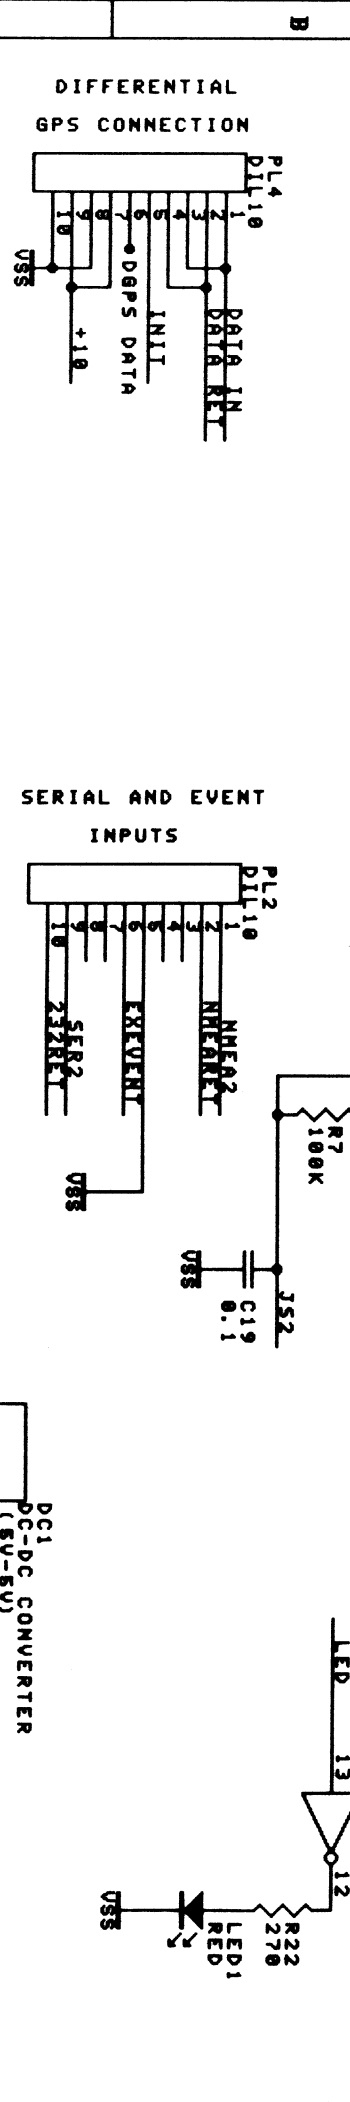 B
DIFFERENTIAL
GPS CONNECTION
PL4
DIL10
1
2
3
4
5
6
7
8
9
10
VSS
+10
DGPS DATA
INIT
DATA RET
DATA IN
SERIAL AND EVENT
INPUTS
PL2
DIL10
1
2
3
4
5
6
7
8
9
10
232RET
SER2
EXEVENT
NMEARET
NMEA2
VSS
R7
100K
VSS
C19
0.1
JS2
DC1
DC-DC CONVERTER
(5V-5V)
LED
13
12
R22
270
LED1
RED
VSS